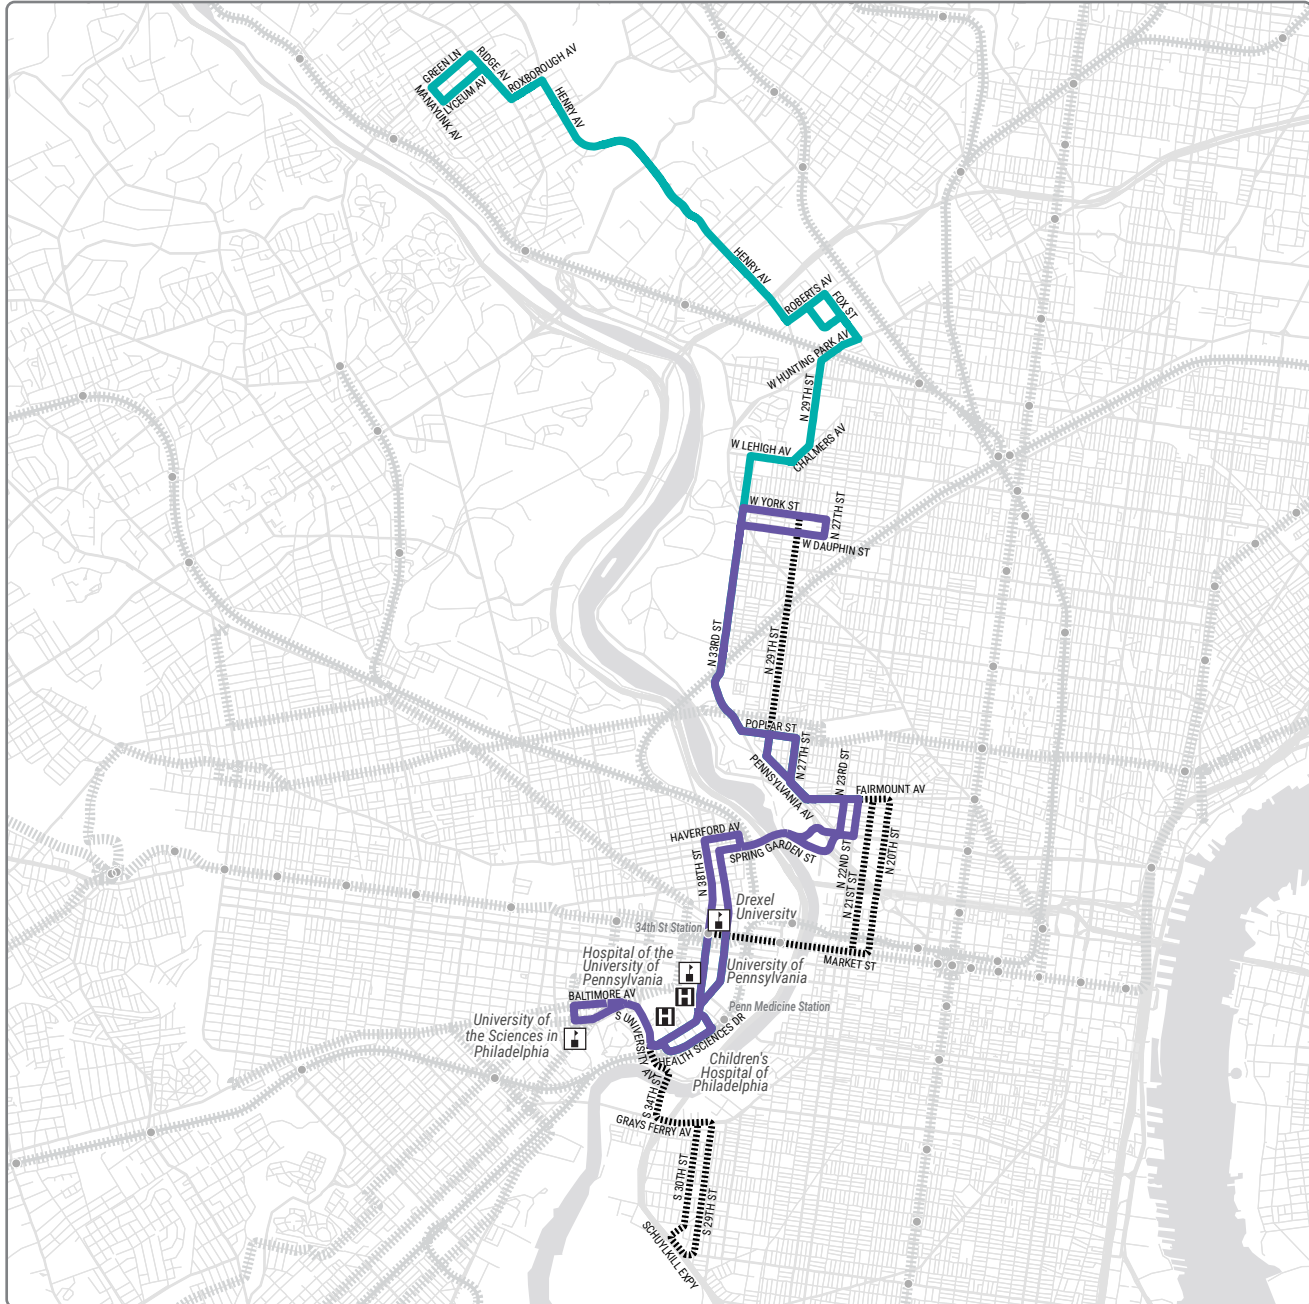 GREEN LN
RIDGE AV
ROXBOROUGH AV
LYCEUM AV
MANAYUNK AV
HENRY AV
HENRY AV
ROBERTS AV
FOX ST
W HUNTING PARK AV
N 29TH ST
W LEHIGH AV
CHALMERS AV
W YORK ST
N 27TH ST
W DAUPHIN ST
N 33RD ST
N 29TH ST
POPLAR ST
N 27TH ST
PENNSYLVANIA AV
N 23RD ST
FAIRMOUNT AV
HAVERFORD AV
SPRING GARDEN ST
N 38TH ST
N 22ND ST
N 20TH ST
N 21ST ST
Drexel
University
34th St Station
MARKET ST
Hospital of the
University of
Pennsylvania
University of
Pennsylvania
H
BALTIMORE AV
Penn Medicine Station
H
University of
the Sciences in
Philadelphia
S UNIVERSITY AV
HEALTH SCIENCES DR
Children's
Hospital of
Philadelphia
S 34TH ST
GRAYS FERRY AV
S 30TH ST
S 29TH ST
SCHUYLKILL EXPY